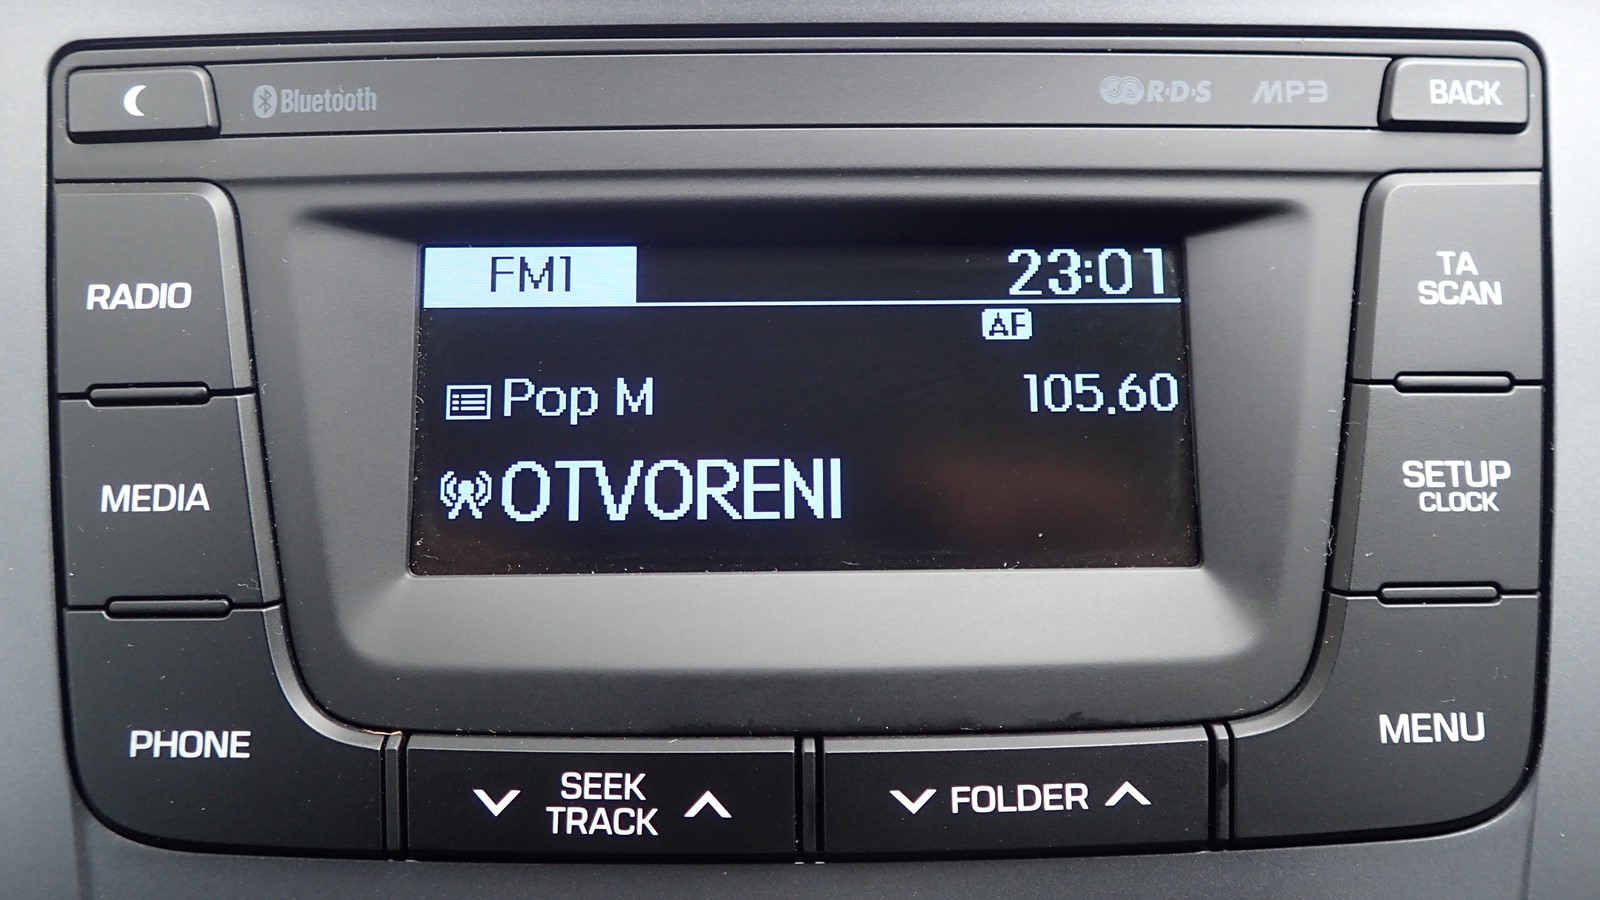 Bluetooth R·D·S MP3 BACK
RADIO
MEDIA
PHONE
FM1 23:01
AF
Pop M 105.60
OTVORENI
TA
SCAN
SETUP
CLOCK
MENU
SEEK
TRACK
FOLDER